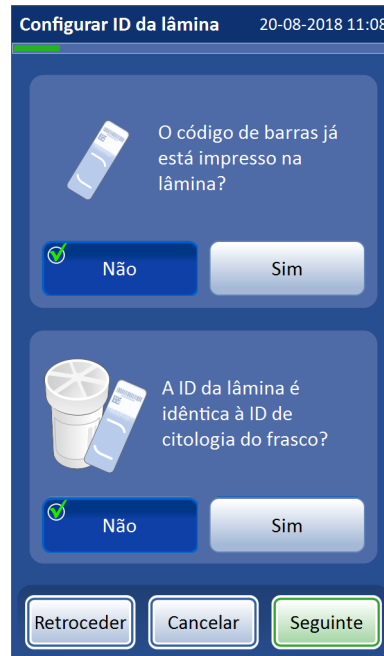 Configurar ID da lâmina 20-08-2018 11:08
O código de barras já
está impresso na
lâmina?
Não Sim
A ID da lâmina é
idêntica à ID de
citologia do frasco?
Não Sim
Retroceder Cancelar Seguinte